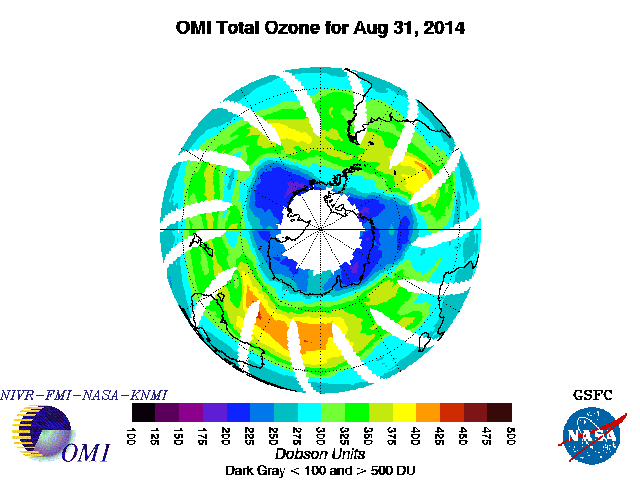 OMI Total Ozone for Aug 31, 2014
NIVR-FMI-NASA-KNMI
GSFC
OMI
NASA
100 125 150 175 200 225 250 275 300 325 350 375 400 425 450 475 500
Dobson Units
Dark Gray < 100 and > 500 DU